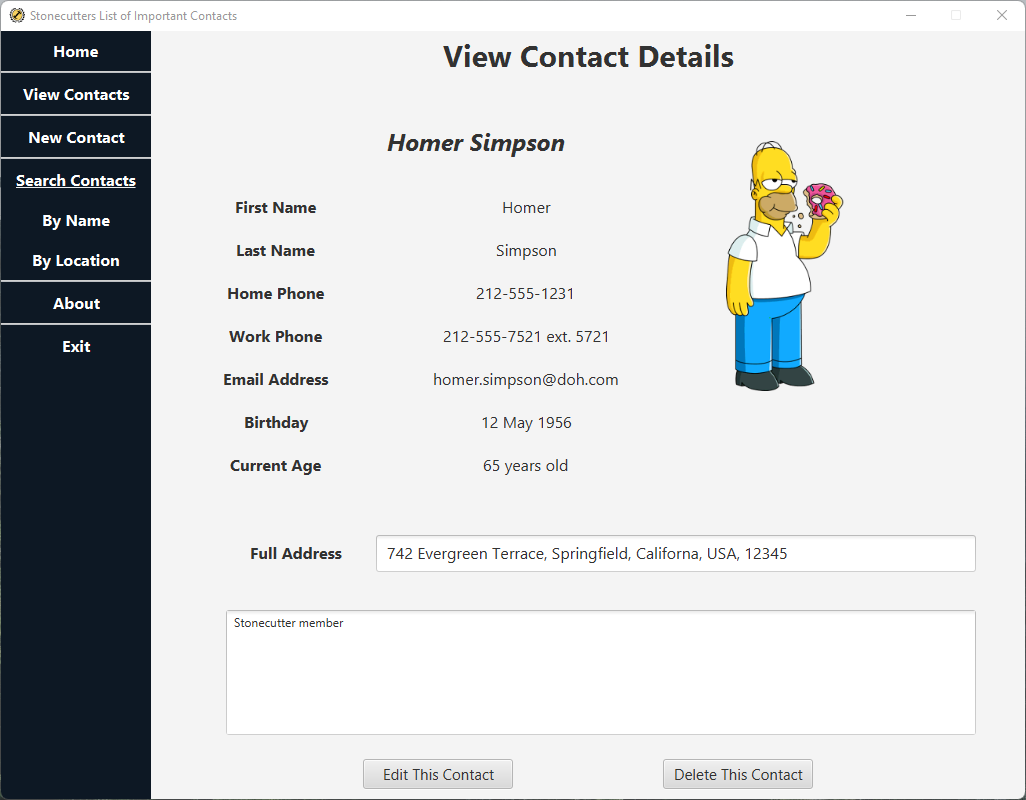 Stonecutters List of Important Contacts
Home
View Contacts
New Contact
Search Contacts
By Name
By Location
About
Exit
View Contact Details
Homer Simpson
First Name Homer
Last Name Simpson
Home Phone 212-555-1231
Work Phone 212-555-7521 ext. 5721
Email Address homer.simpson@doh.com
Birthday 12 May 1956
Current Age 65 years old
Full Address 742 Evergreen Terrace, Springfield, Californa, USA, 12345
Stonecutter member
Edit This Contact Delete This Contact